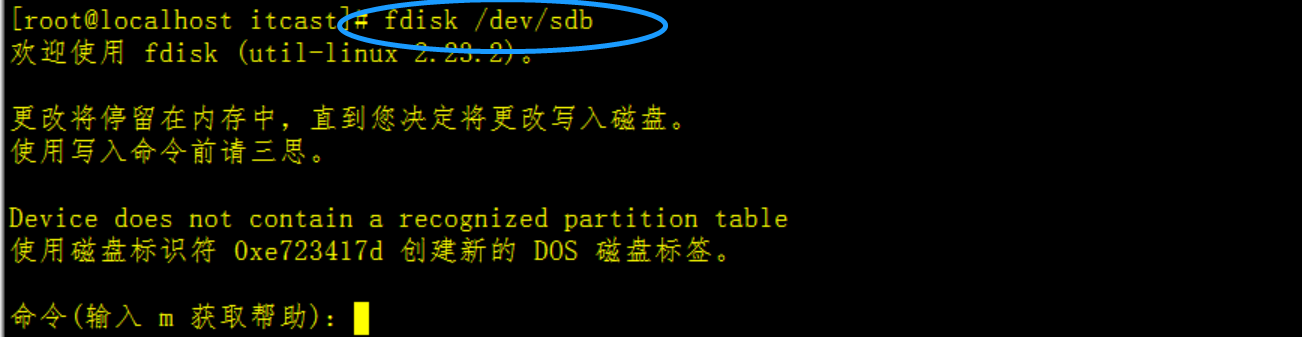 [root@localhost itcast]# fdisk /dev/sdb
欢迎使用 fdisk (util-linux 2.23.2)。
更改将停留在内存中，直到您决定将更改写入磁盘。
使用写入命令前请三思。
Device does not contain a recognized partition table
使用磁盘标识符 0xe723417d 创建新的 DOS 磁盘标签。
命令(输入 m 获取帮助)：